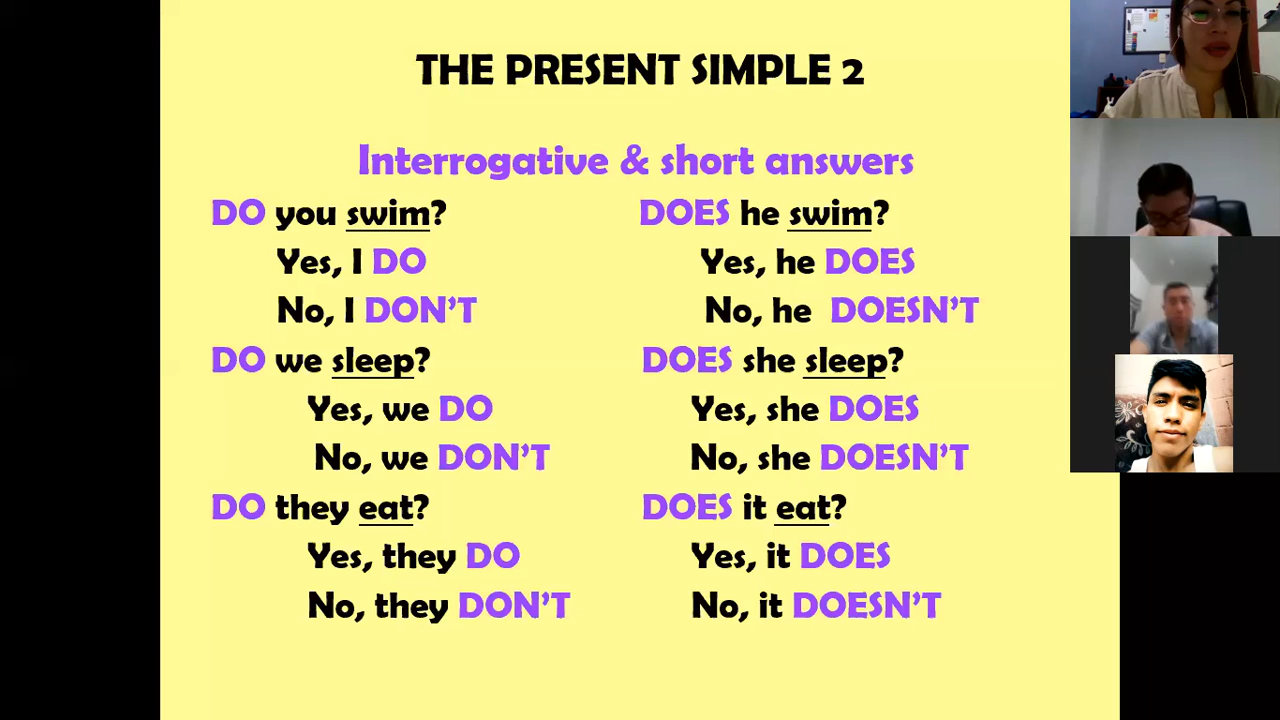 THE PRESENT SIMPLE 2
Interrogative & short answers
DO you swim?
Yes, I DO
No, I DON'T
DO we sleep?
Yes, we DO
No, we DON'T
DO they eat?
Yes, they DO
No, they DON'T
DOES he swim?
Yes, he DOES
No, he DOESN'T
DOES she sleep?
Yes, she DOES
No, she DOESN'T
DOES it eat?
Yes, it DOES
No, it DOESN'T